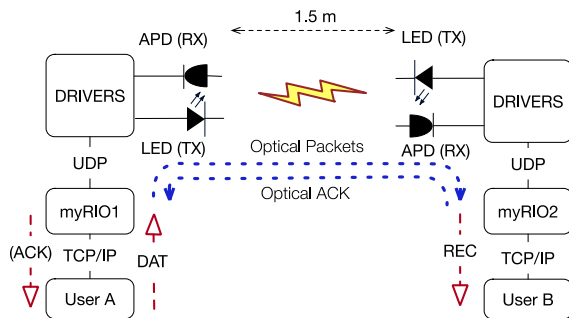 1.5 m
APD (RX)
LED (TX)
DRIVERS
DRIVERS
LED (TX)
Optical Packets
APD (RX)
UDP
UDP
Optical ACK
myRIO1
myRIO2
(ACK)
TCP/IP
DAT
REC
TCP/IP
User A
User B